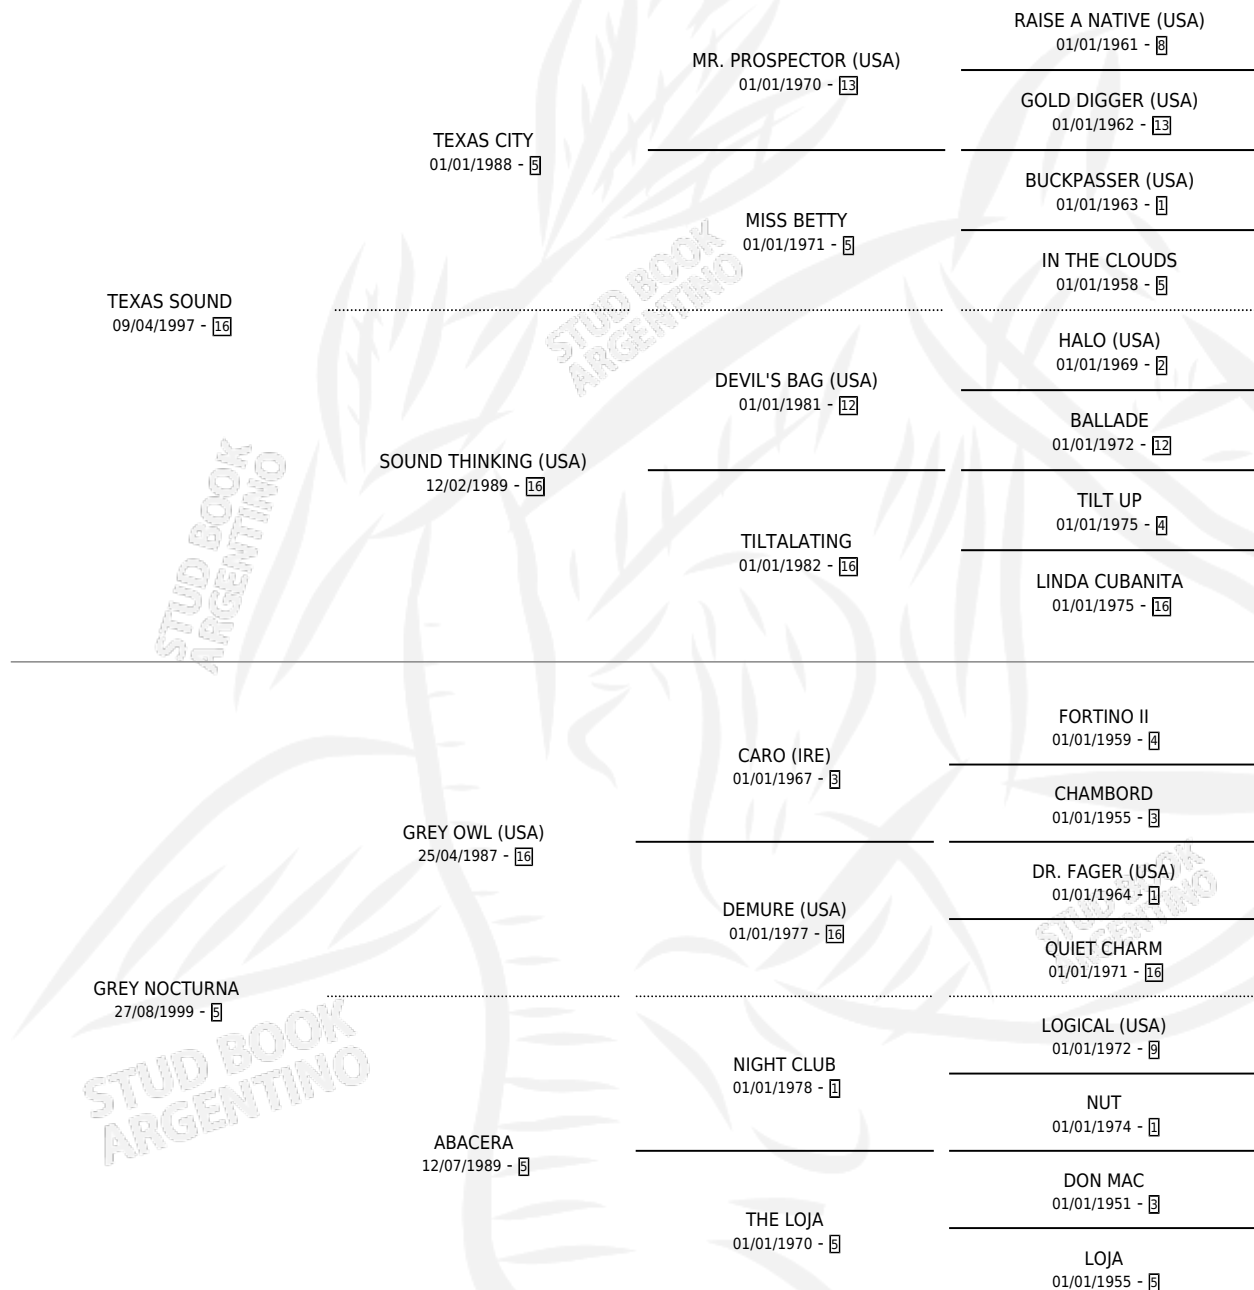 RAISE A NATIVE (USA)
01/01/1961 - 8
MR. PROSPECTOR (USA)
01/01/1970 - 13
GOLD DIGGER (USA)
01/01/1962 - 13
TEXAS CITY
01/01/1988 - 5
BUCKPASSER (USA)
01/01/1963 - 1
MISS BETTY
01/01/1971 - 5
IN THE CLOUDS
01/01/1958 - 5
TEXAS SOUND
09/04/1997 - 16
HALO (USA)
01/01/1969 - 2
DEVIL'S BAG (USA)
01/01/1981 - 12
BALLADE
01/01/1972 - 12
SOUND THINKING (USA)
12/02/1989 - 16
TILT UP
01/01/1975 - 4
TILTALATING
01/01/1982 - 16
LINDA CUBANITA
01/01/1975 - 16
STUD BOOK
ARGENTINO
STUD BOOK
ARGENTINO
FORTINO II
01/01/1959 - 4
CARO (IRE)
01/01/1967 - 3
CHAMBORD
01/01/1955 - 3
GREY OWL (USA)
25/04/1987 - 16
DR. FAGER (USA)
01/01/1964 - 1
DEMURE (USA)
01/01/1977 - 16
QUIET CHARM
01/01/1971 - 16
GREY NOCTURNA
27/08/1999 - 5
LOGICAL (USA)
01/01/1972 - 9
NIGHT CLUB
01/01/1978 - 1
NUT
01/01/1974 - 1
ABACERA
12/07/1989 - 5
DON MAC
01/01/1951 - 3
THE LOJA
01/01/1970 - 5
LOJA
01/01/1955 - 5
STUD BOOK
ARGENTINO
STUD BOOK
ARGENTINO